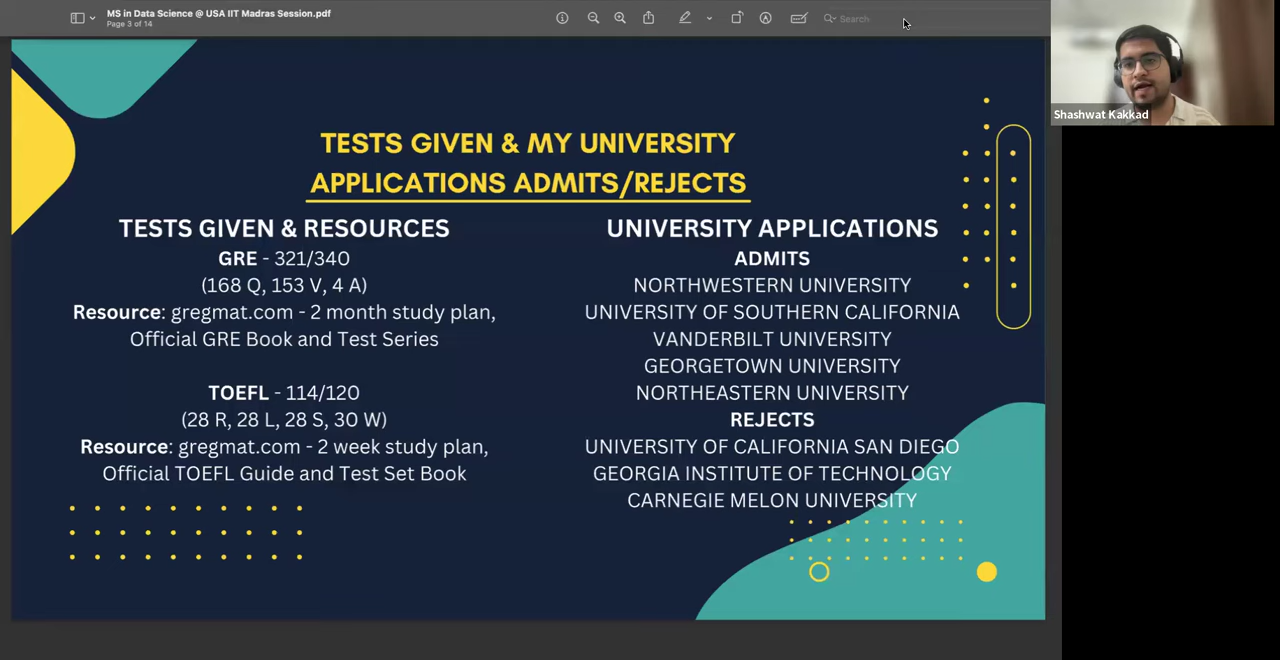 MS in Data Science @ USA IIT Madras Session.pdf
Page 3 of 14
Search
Shashwat Kakkad
TESTS GIVEN & MY UNIVERSITY
APPLICATIONS ADMITS/REJECTS
TESTS GIVEN & RESOURCES
GRE - 321/340
(168 Q, 153 V, 4 A)
Resource: gregmat.com - 2 month study plan,
Official GRE Book and Test Series
TOEFL - 114/120
(28 R, 28 L, 28 S, 30 W)
Resource: gregmat.com - 2 week study plan,
Official TOEFL Guide and Test Set Book
UNIVERSITY APPLICATIONS
ADMITS
NORTHWESTERN UNIVERSITY
UNIVERSITY OF SOUTHERN CALIFORNIA
VANDERBILT UNIVERSITY
GEORGETOWN UNIVERSITY
NORTHEASTERN UNIVERSITY
REJECTS
UNIVERSITY OF CALIFORNIA SAN DIEGO
GEORGIA INSTITUTE OF TECHNOLOGY
CARNEGIE MELON UNIVERSITY